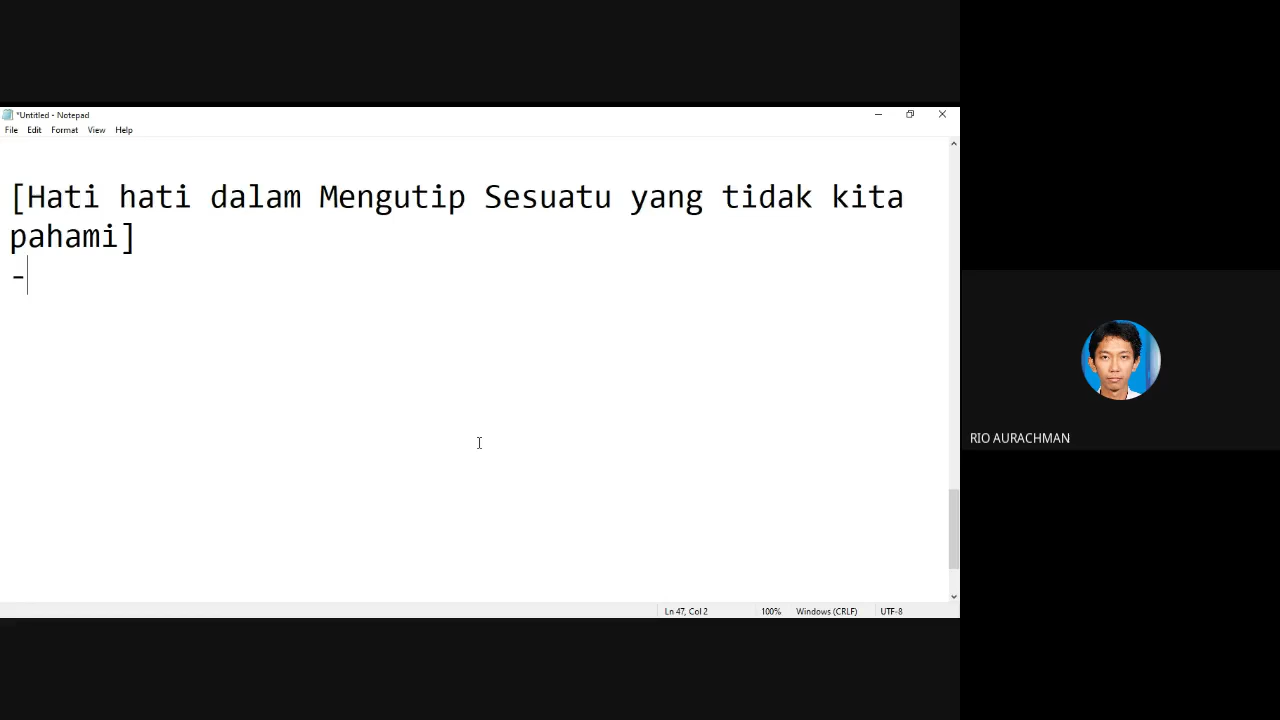 *Untitled - Notepad
File Edit Format View Help
[Hati hati dalam Mengutip Sesuatu yang tidak kita
pahami]
-
RIO AURACHMAN
Ln 47, Col 2 100% Windows (CRLF) UTF-8